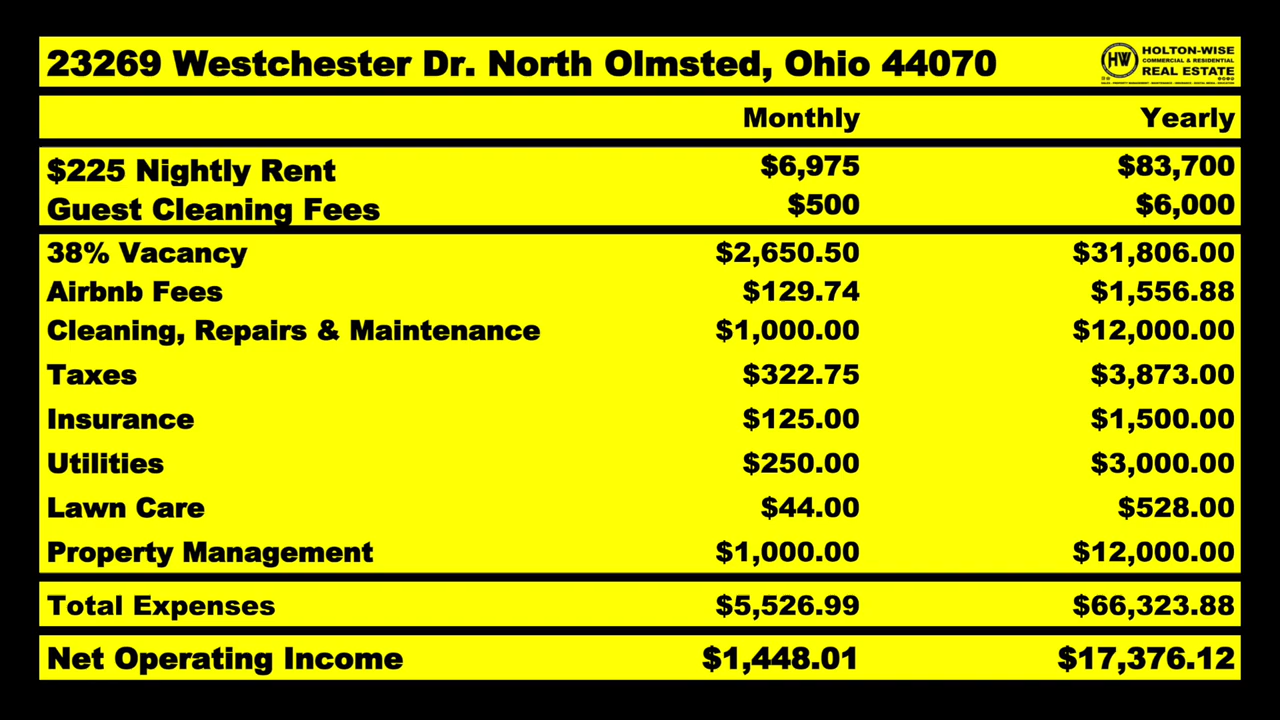 23269 Westchester Dr. North Olmsted, Ohio 44070
HW
HOLTON-WISE
COMMERCIAL & RESIDENTIAL
REAL ESTATE
Monthly Yearly
$225 Nightly Rent $6,975 $83,700
Guest Cleaning Fees $500 $6,000
38% Vacancy $2,650.50 $31,806.00
Airbnb Fees $129.74 $1,556.88
Cleaning, Repairs & Maintenance $1,000.00 $12,000.00
Taxes $322.75 $3,873.00
Insurance $125.00 $1,500.00
Utilities $250.00 $3,000.00
Lawn Care $44.00 $528.00
Property Management $1,000.00 $12,000.00
Total Expenses $5,526.99 $66,323.88
Net Operating Income $1,448.01 $17,376.12